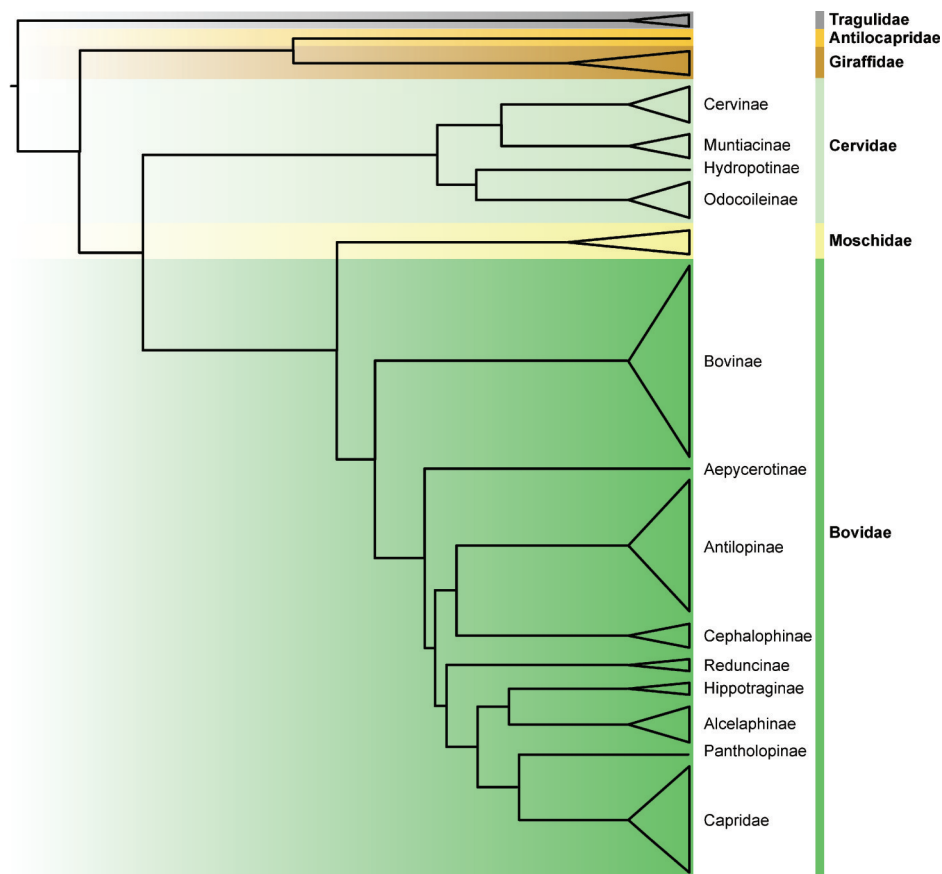 Tragulidae
Antilocapridae
Giraffidae
Cervinae
Muntiacinae
Cervidae
Hydropotinae
Odocoileinae
Moschidae
Bovinae
Aepycerotinae
Antilopinae
Bovidae
Cephalophinae
Reduncinae
Hippotraginae
Alcelaphinae
Pantholopinae
Capridae